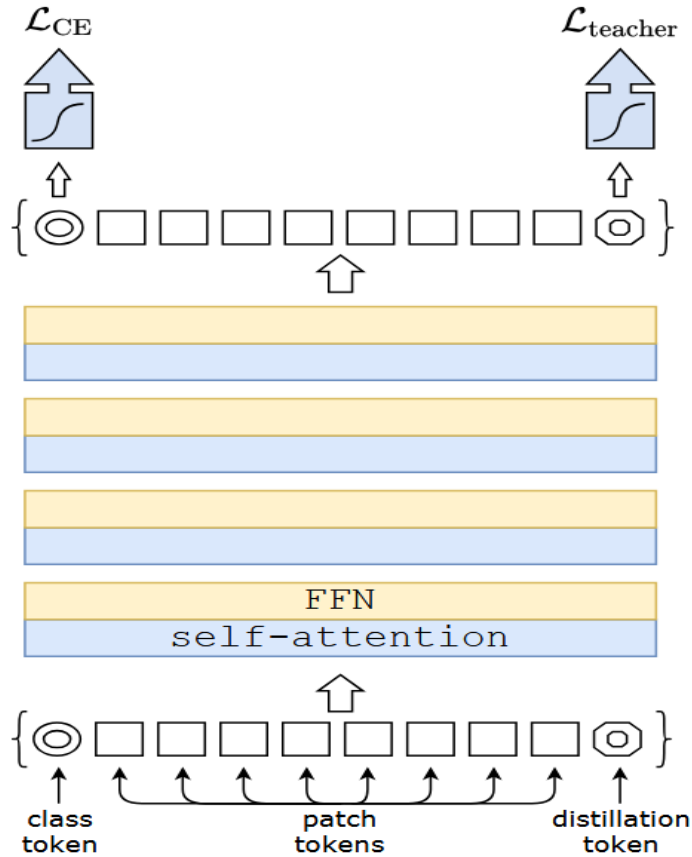 ℒCE
ℒteacher
FFN
self-attention
class
token
patch
tokens
distillation
token